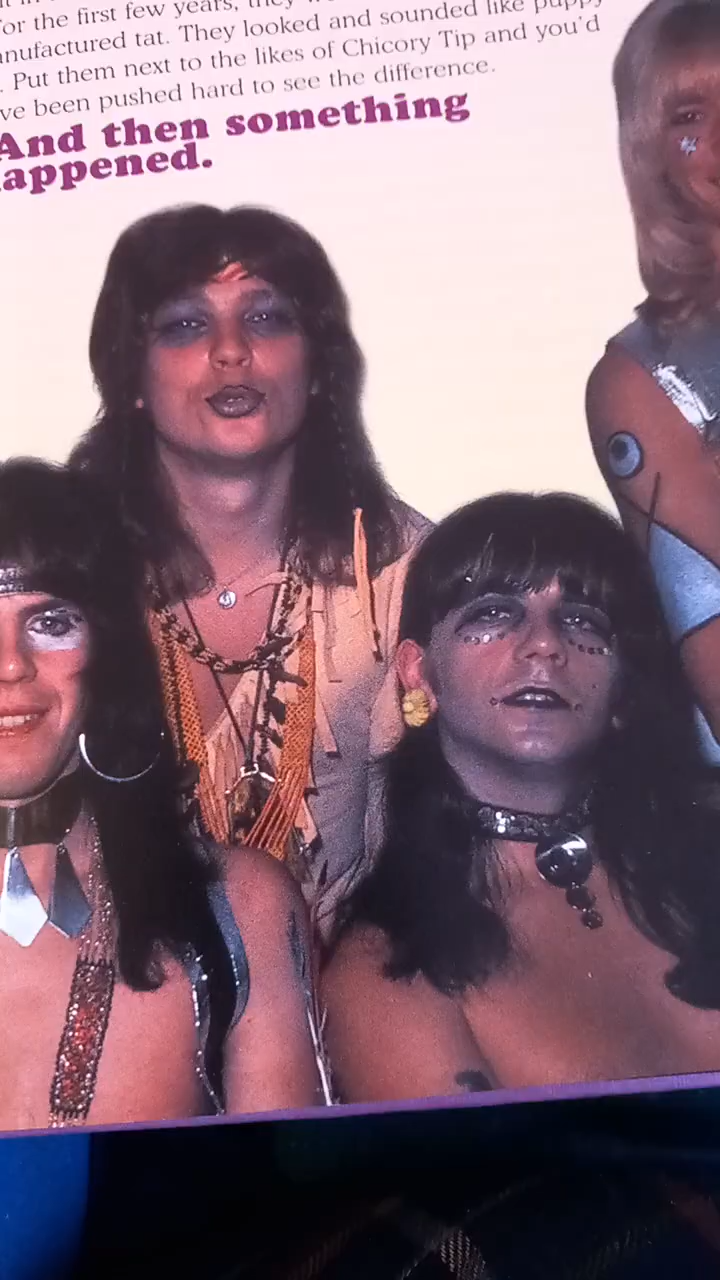 for the first few years, they
nufactured tat. They looked and sounded like puppy
. Put them next to the likes of Chicory Tip and you'd
ve been pushed hard to see the difference.
And then something
appened.